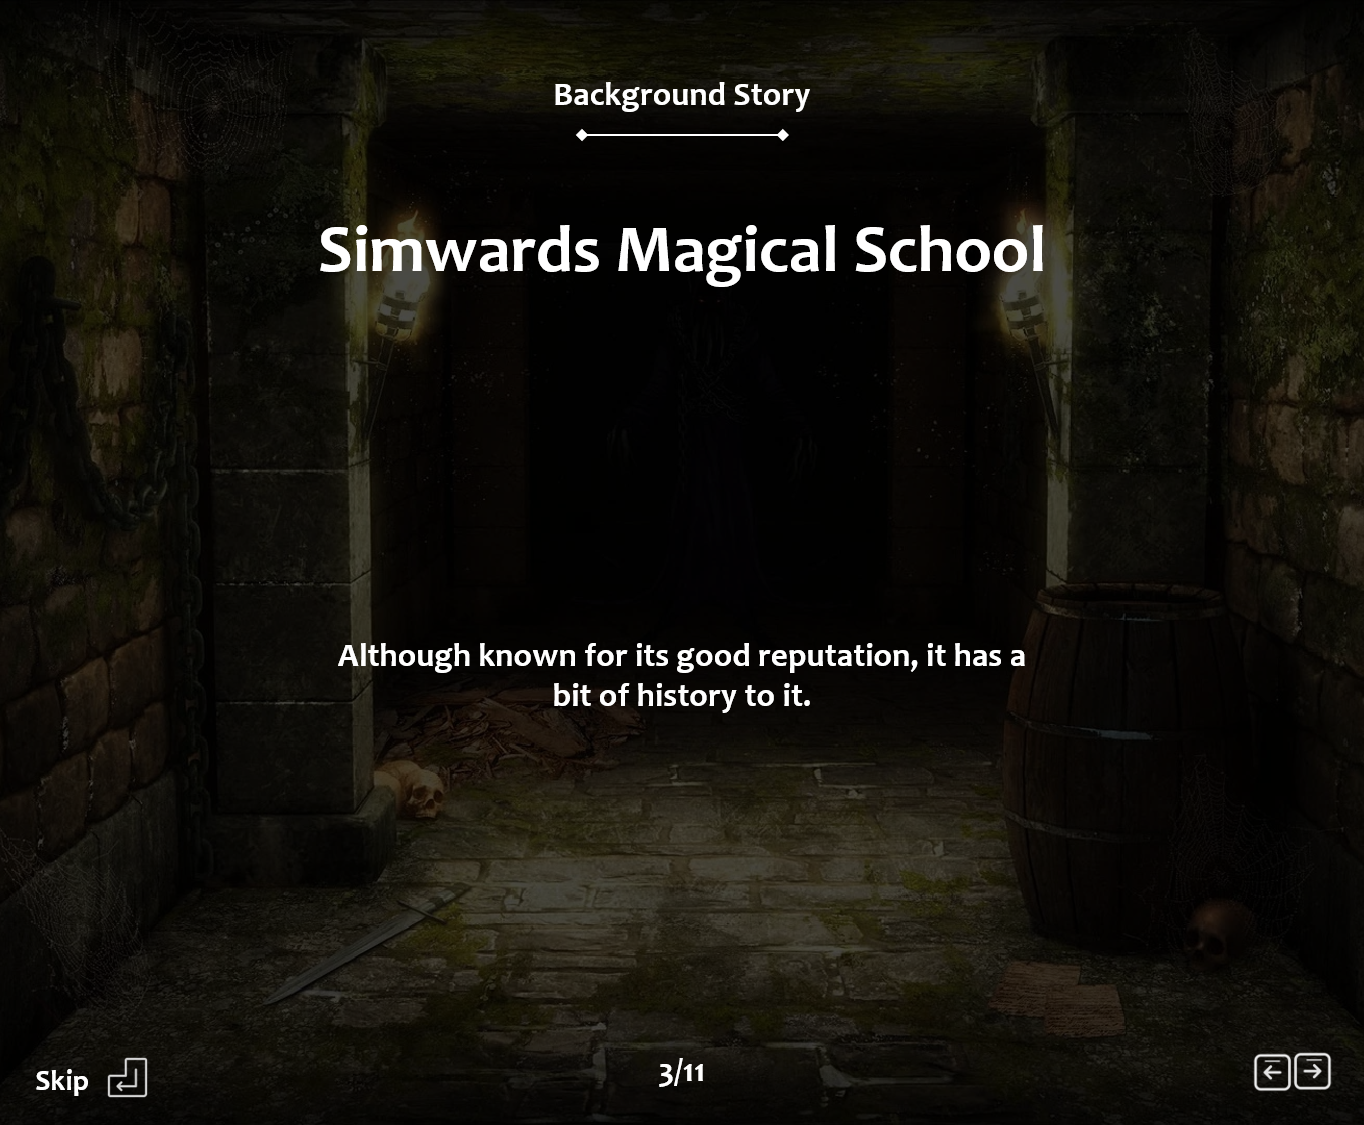 Background Story
Simwards Magical School
Although known for its good reputation, it has a
bit of history to it.
Skip
3/11